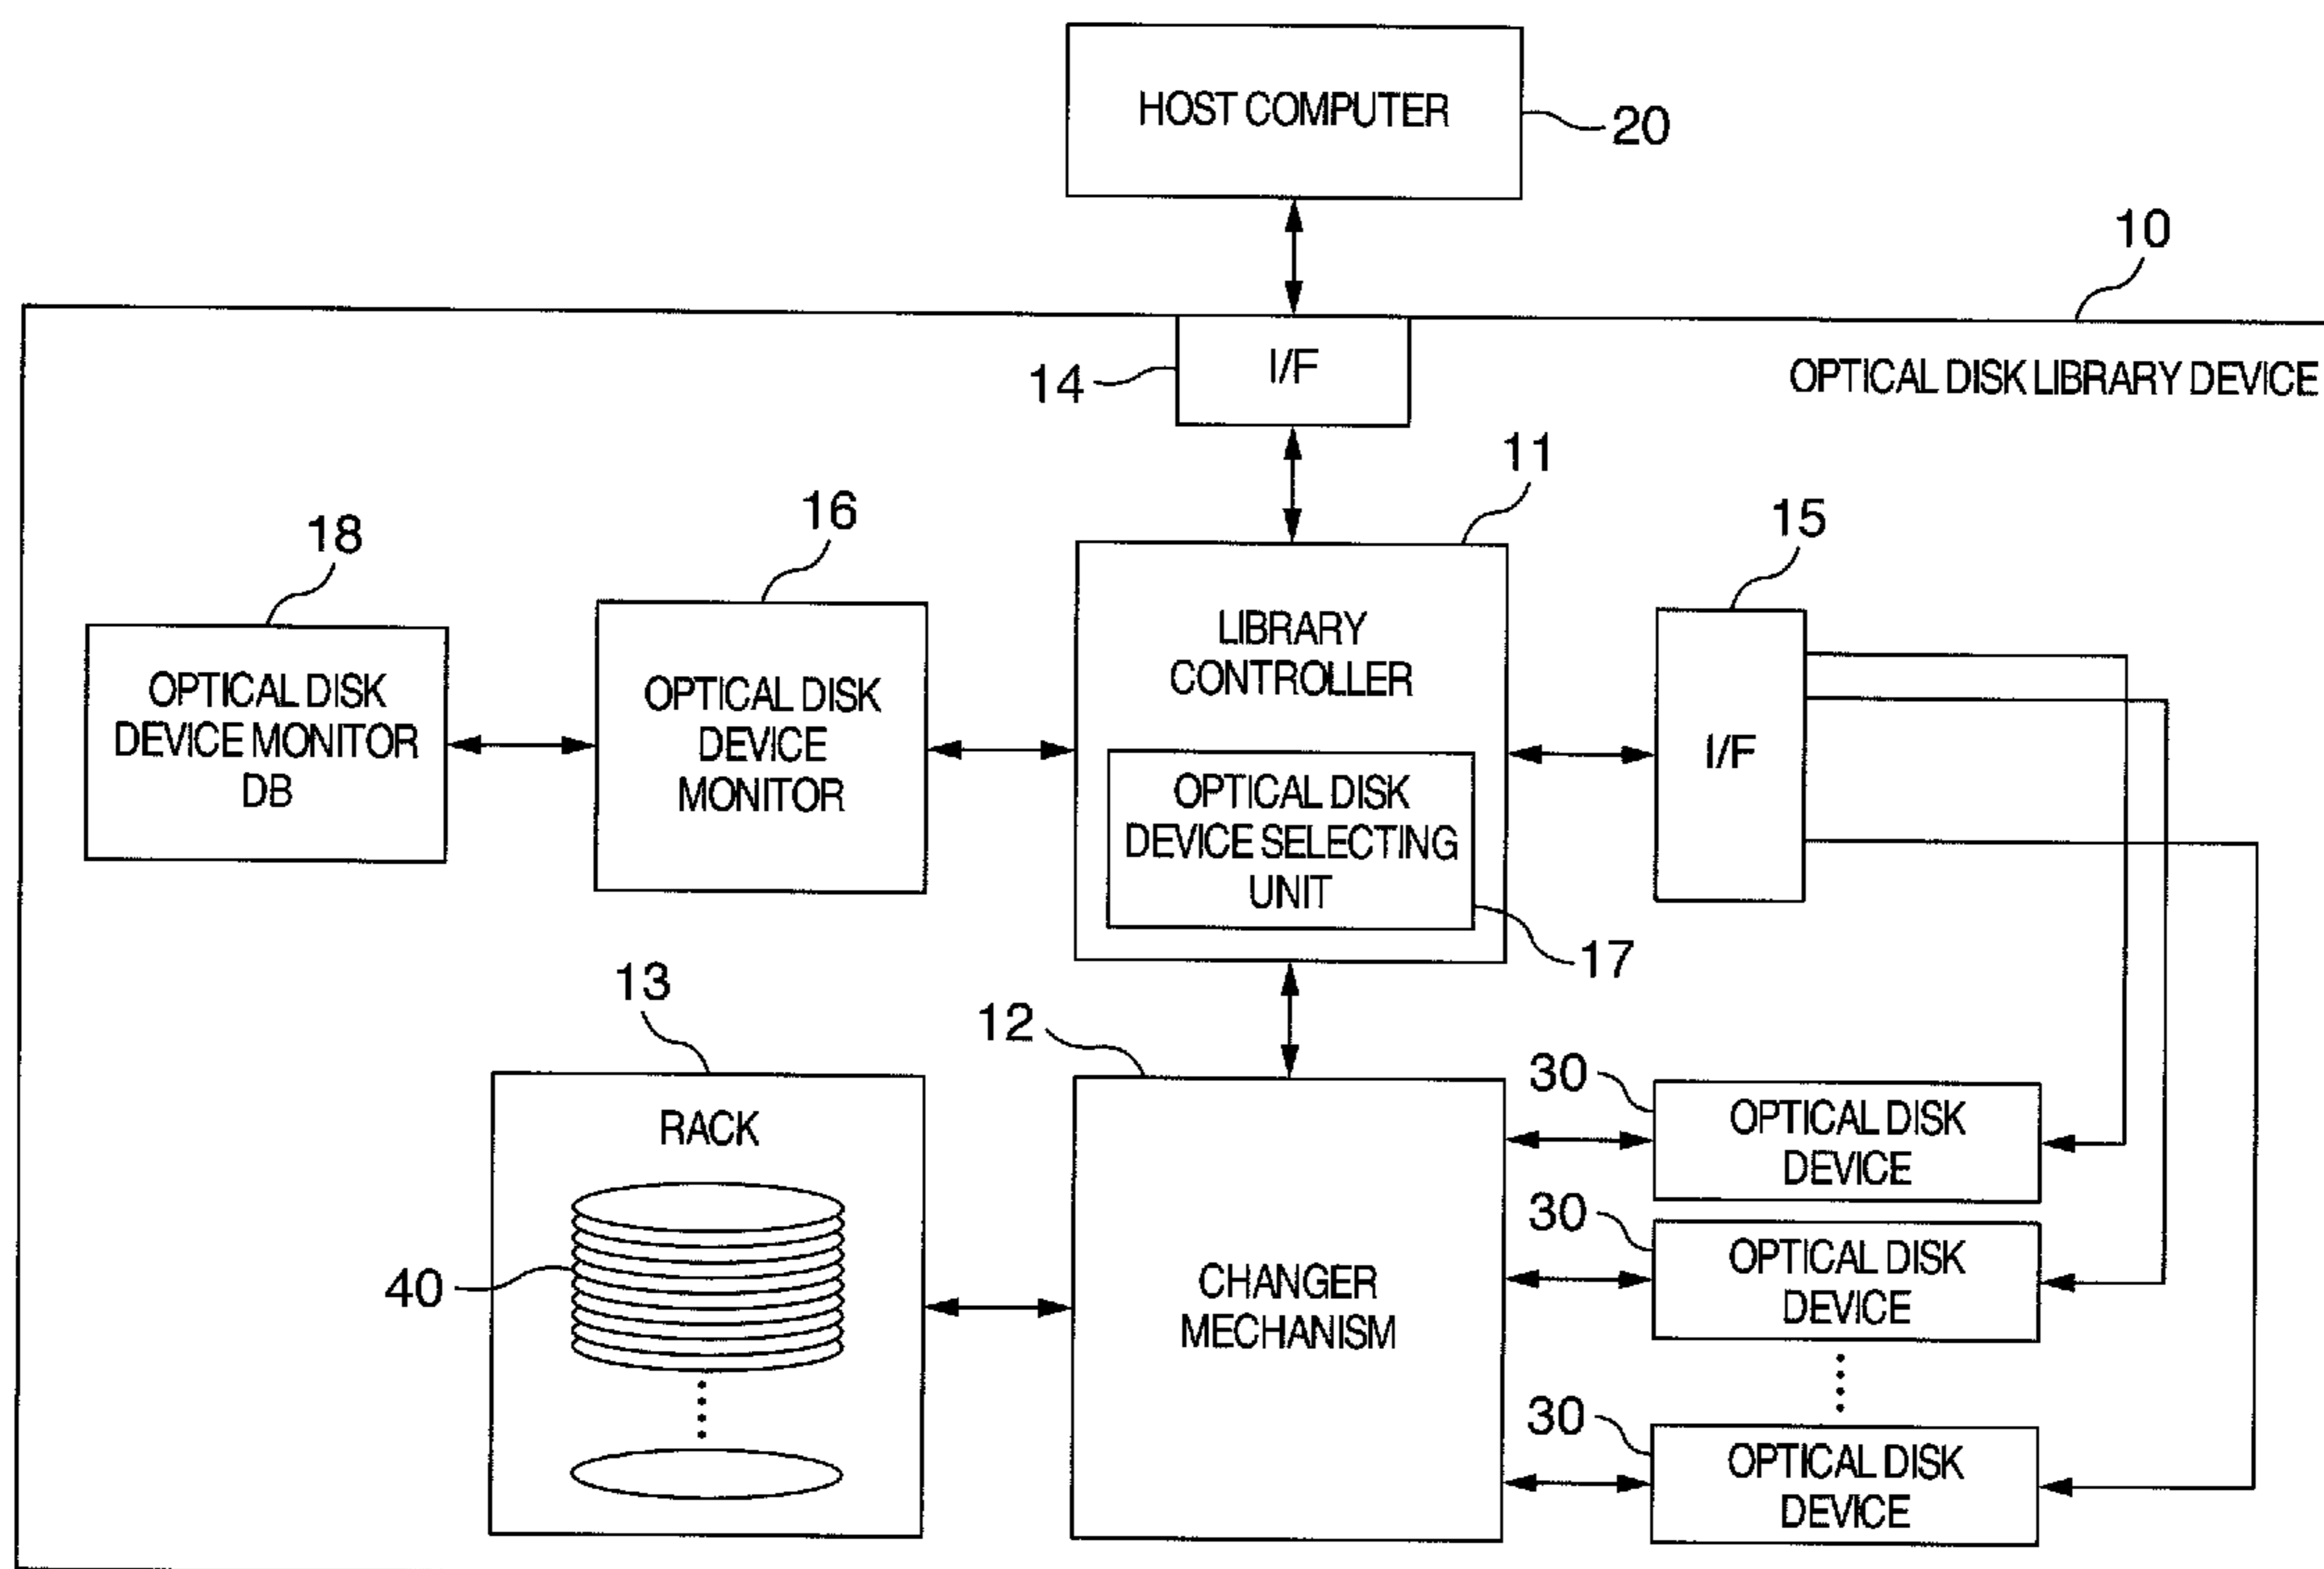 HOST COMPUTER
20
10
I/F
14
OPTICAL DISK LIBRARY DEVICE
11
18
16
15
OPTICAL DISK
DEVICE MONITOR
DB
OPTICAL DISK
DEVICE
MONITOR
LIBRARY
CONTROLLER
OPTICAL DISK
DEVICE SELECTING
UNIT
17
I/F
13
12
RACK
40
CHANGER
MECHANISM
30
OPTICAL DISK
DEVICE
30
OPTICAL DISK
DEVICE
30
OPTICAL DISK
DEVICE